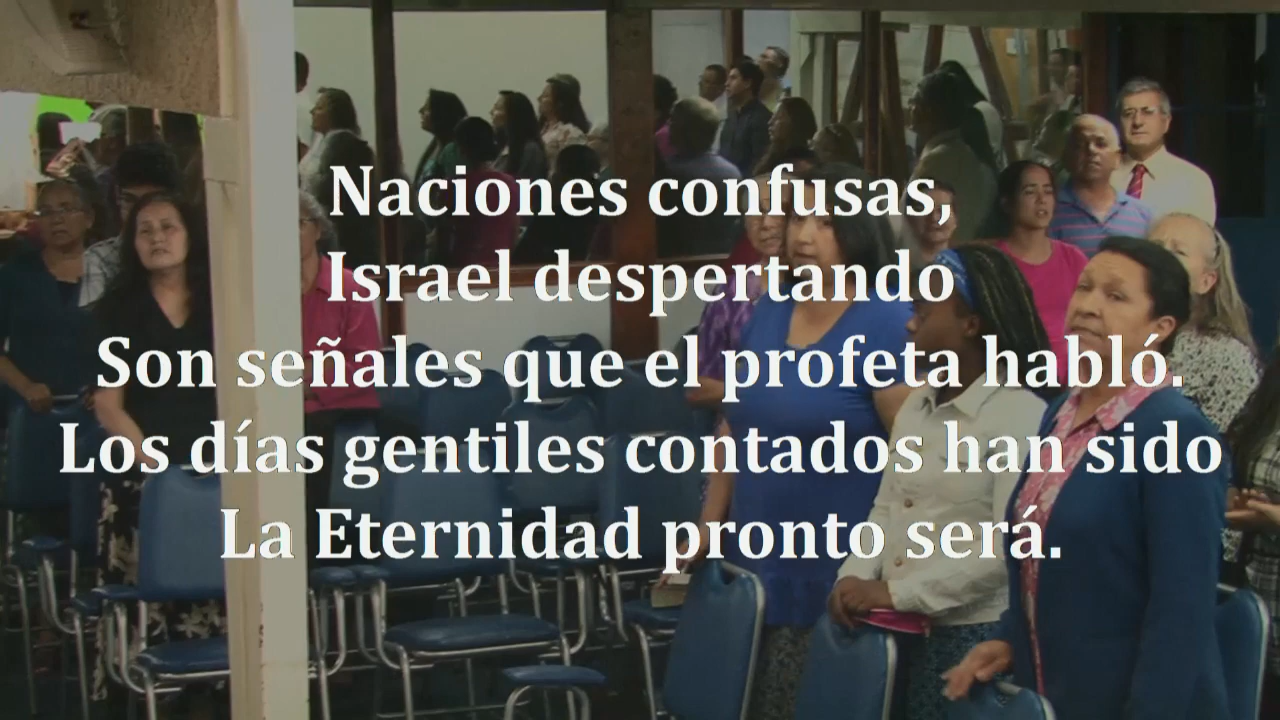 Naciones confusas,
Israel despertando
Son señales que el profeta habló.
Los días gentiles contados han sido
La Eternidad pronto será.